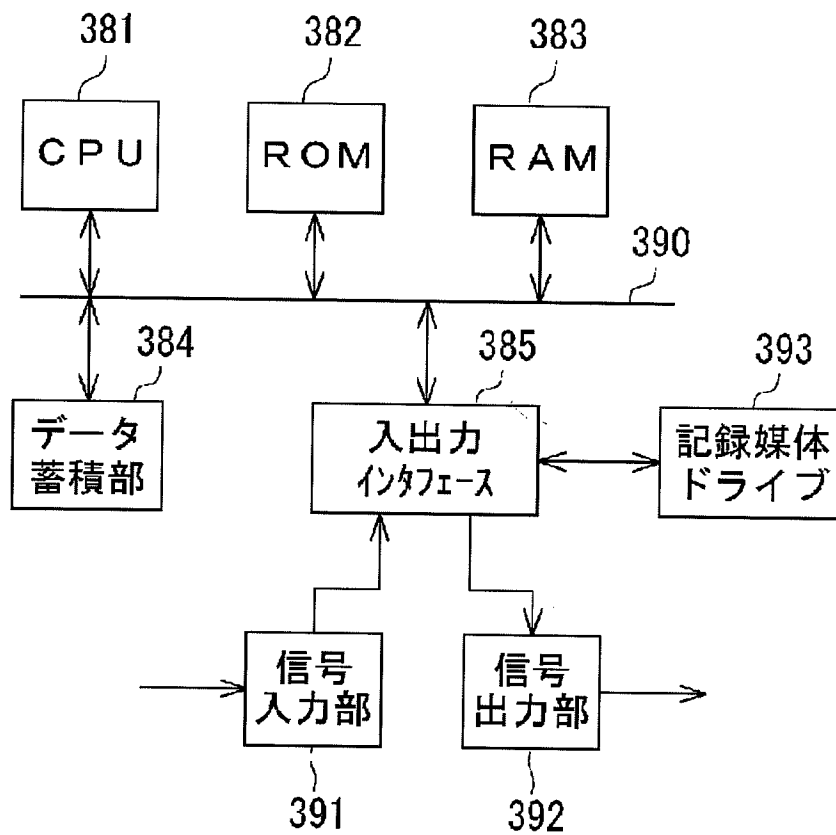 381
382
383
CPU
ROM
RAM
390
384
385
393
データ
蓄積部
入出力
インタフェース
記録媒体
ドライブ
信号
入力部
信号
出力部
391
392